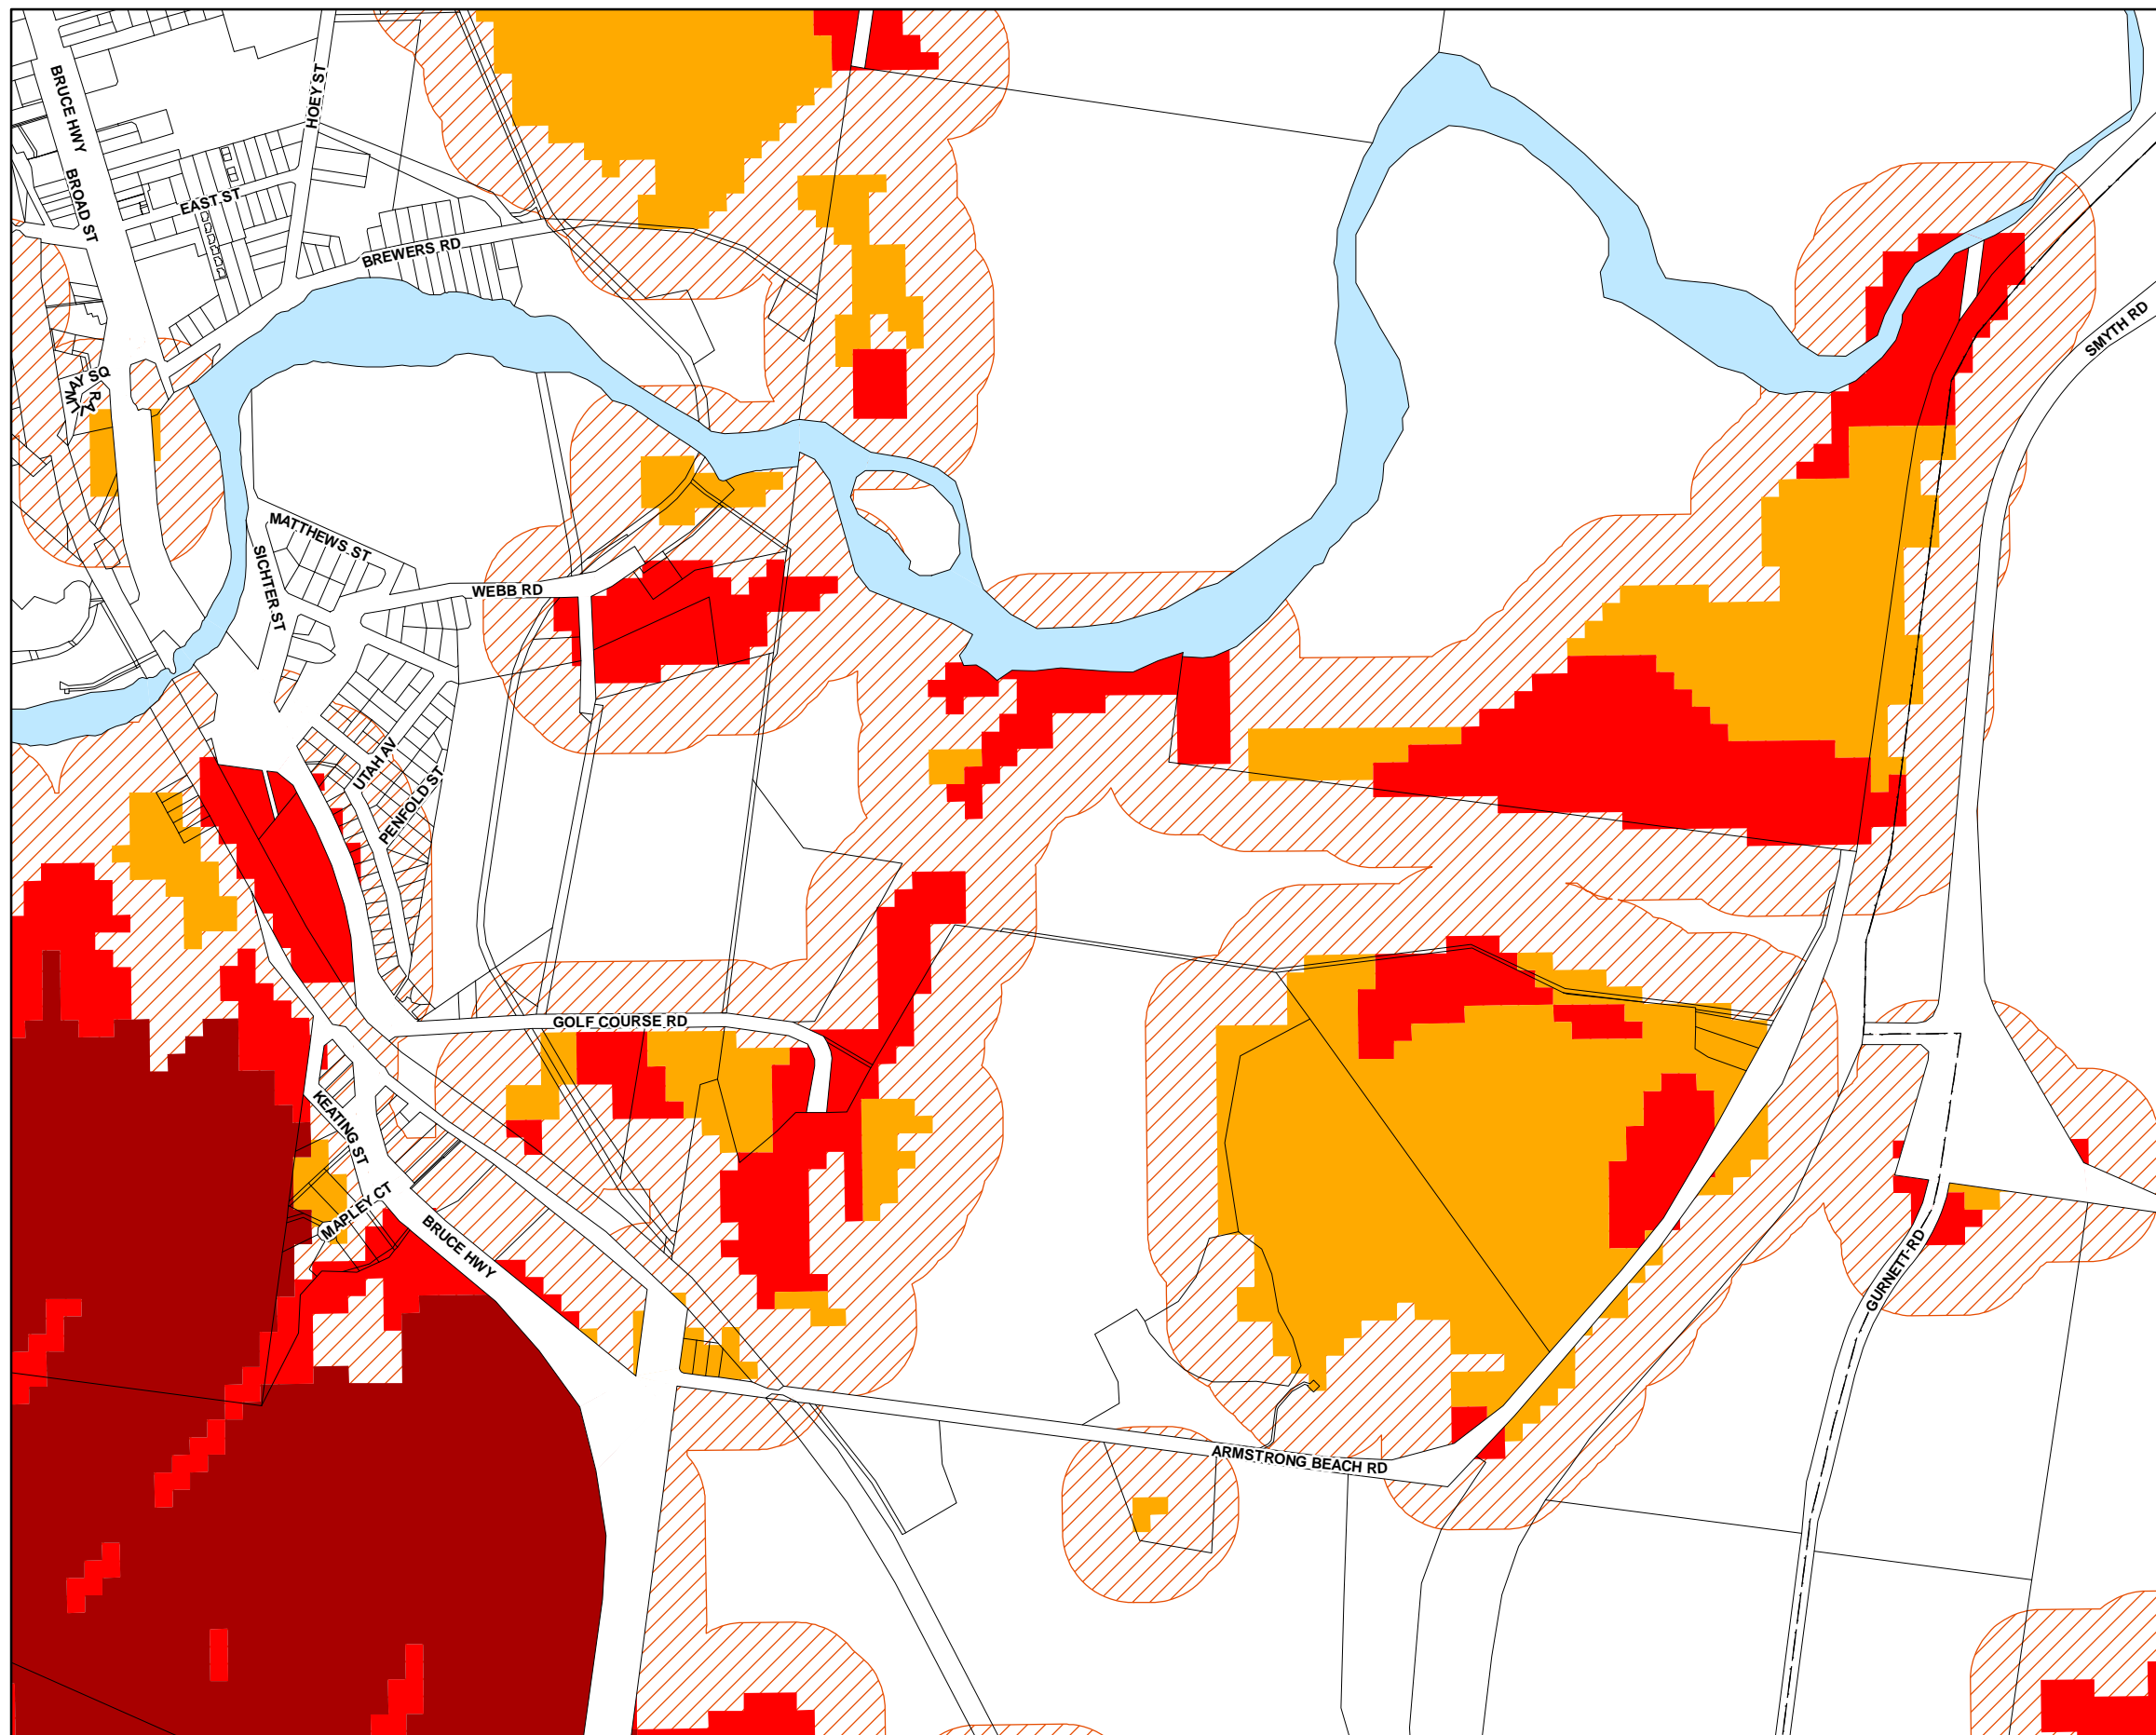 BRUCE HWY
HOEY ST
BROAD ST
EAST ST
BREWERS RD
SMYTH RD
MATTHEWS ST
SICHTER ST
WEBB RD
UTAH AV
PENFOLD ST
GOLF COURSE RD
KEATING ST
MAPLEY CT
BRUCE HWY
GURNETT RD
ARMSTRONG BEACH RD